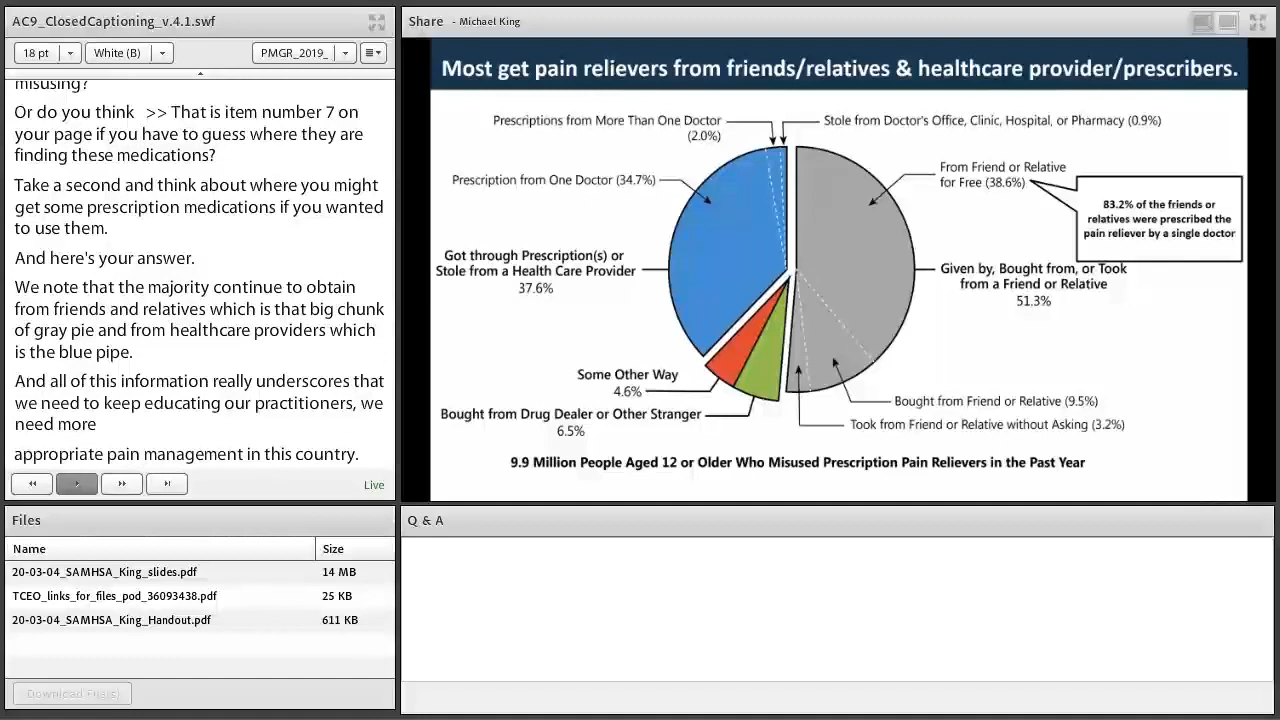 AC9_ClosedCaptioning_v.4.1.swf
18 pt
White (B)
PMGR_2019_
misusing?
Or do you think   >> That is item number 7 on
your page if you have to guess where they are
finding these medications?
Take a second and think about where you might
get some prescription medications if you wanted
to use them.
And here's your answer.
We note that the majority continue to obtain
from friends and relatives which is that big chunk
of gray pie and from healthcare providers which
is the blue pipe.
And all of this information really underscores that
we need to keep educating our practitioners, we
need more
appropriate pain management in this country.
Live
Files
Name
Size
20-03-04_SAMHSA_King_slides.pdf
14 MB
TCEO_links_for_files_pod_36093438.pdf
25 KB
20-03-04_SAMHSA_King_Handout.pdf
611 KB
Download File(s)
Share - Michael King
Most get pain relievers from friends/relatives & healthcare provider/prescribers.
Prescriptions from More Than One Doctor
(2.0%)
Stole from Doctor's Office, Clinic, Hospital, or Pharmacy (0.9%)
Prescription from One Doctor (34.7%)
From Friend or Relative
for Free (38.6%)
83.2% of the friends or
relatives were prescribed the
pain reliever by a single doctor
Got through Prescription(s) or
Stole from a Health Care Provider
37.6%
Given by, Bought from, or Took
from a Friend or Relative
51.3%
Some Other Way
4.6%
Bought from Drug Dealer or Other Stranger
6.5%
Bought from Friend or Relative (9.5%)
Took from Friend or Relative without Asking (3.2%)
9.9 Million People Aged 12 or Older Who Misused Prescription Pain Relievers in the Past Year
Q & A